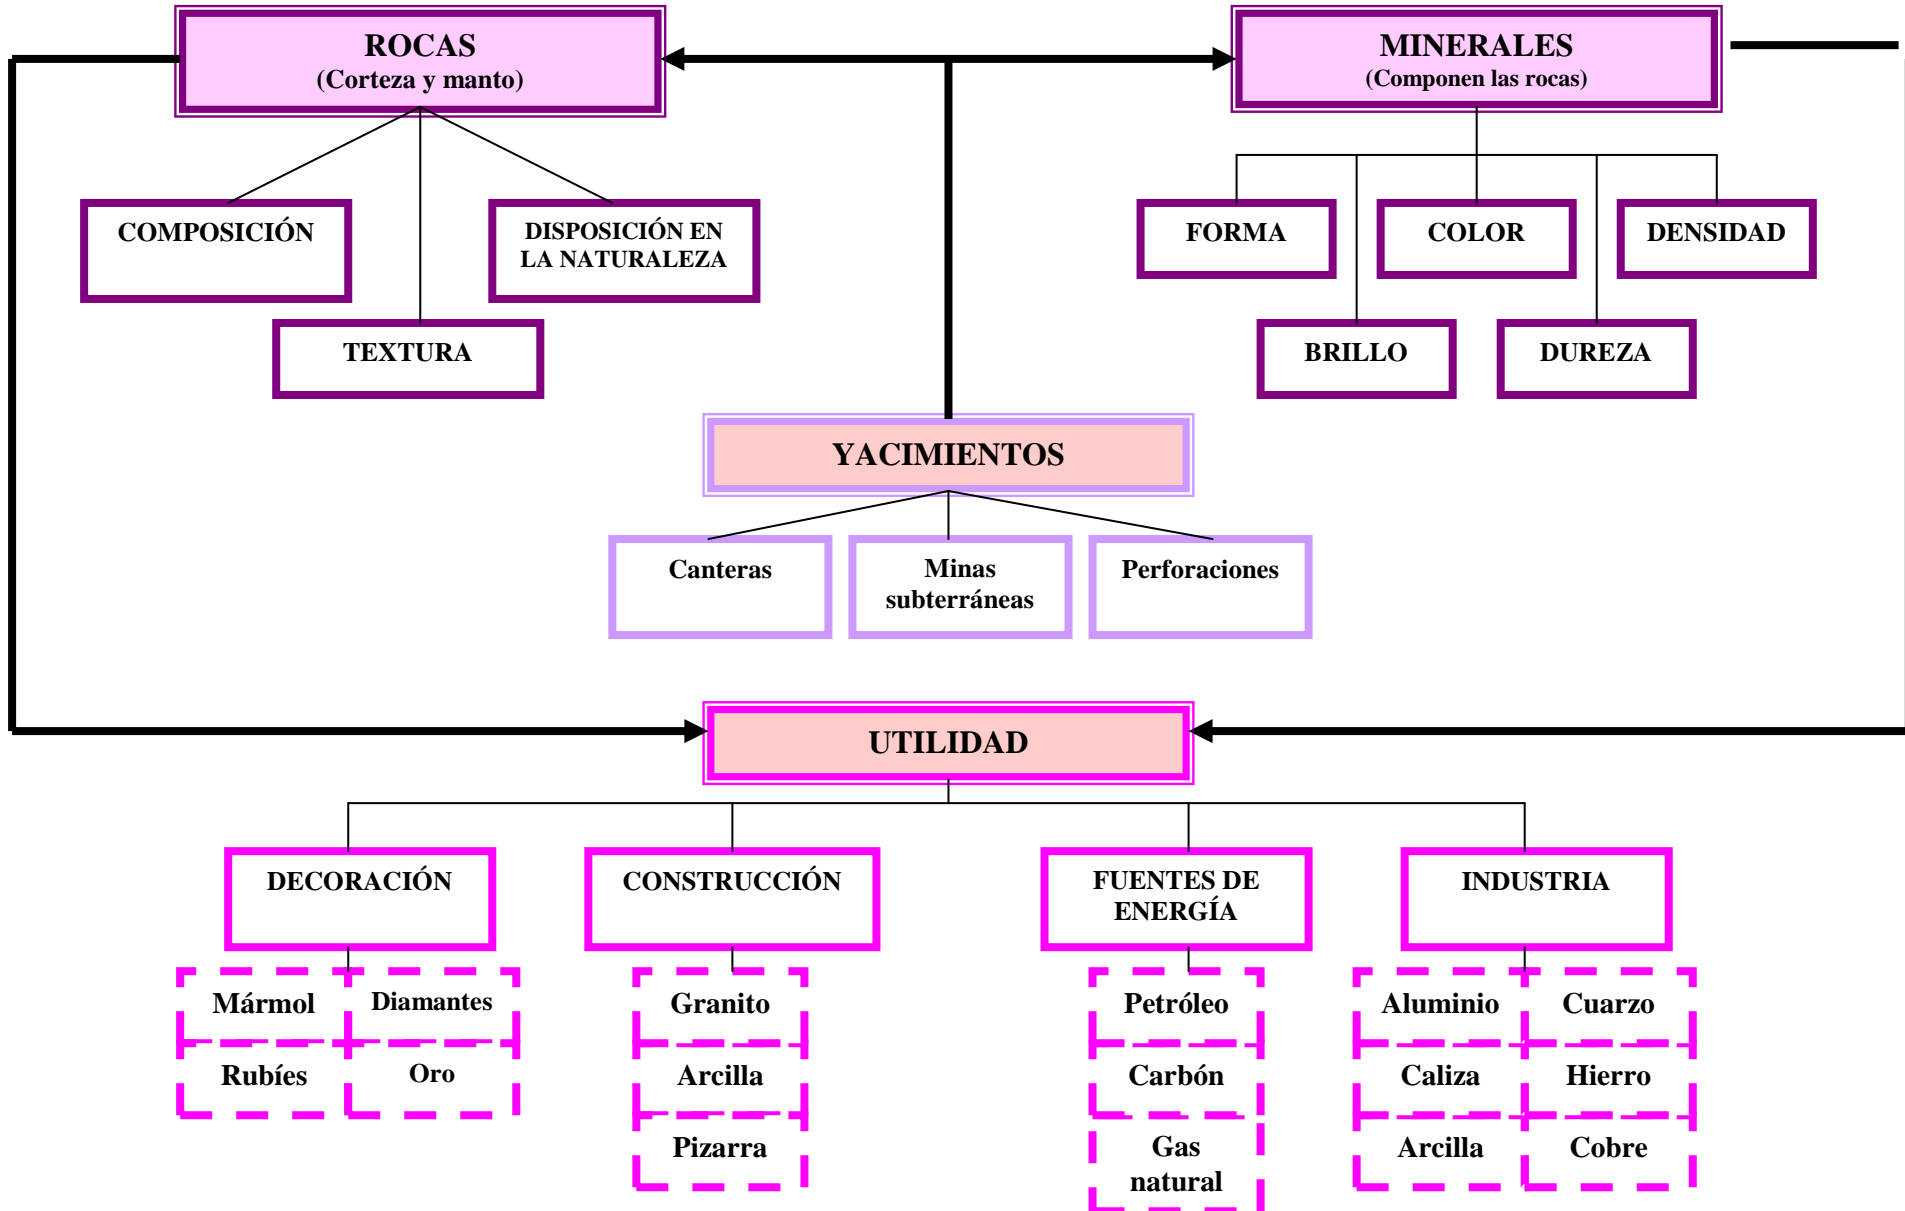 ROCAS
(Corteza y manto)
MINERALES
(Componen las rocas)
COMPOSICIÓN
DISPOSICIÓN EN
LA NATURALEZA
TEXTURA
FORMA
COLOR
DENSIDAD
BRILLO
DUREZA
YACIMIENTOS
Canteras
Minas
subterráneas
Perforaciones
UTILIDAD
DECORACIÓN
CONSTRUCCIÓN
FUENTES DE
ENERGÍA
INDUSTRIA
Mármol
Diamantes
Rubíes
Oro
Granito
Arcilla
Pizarra
Petróleo
Carbón
Gas
natural
Aluminio
Cuarzo
Caliza
Hierro
Arcilla
Cobre